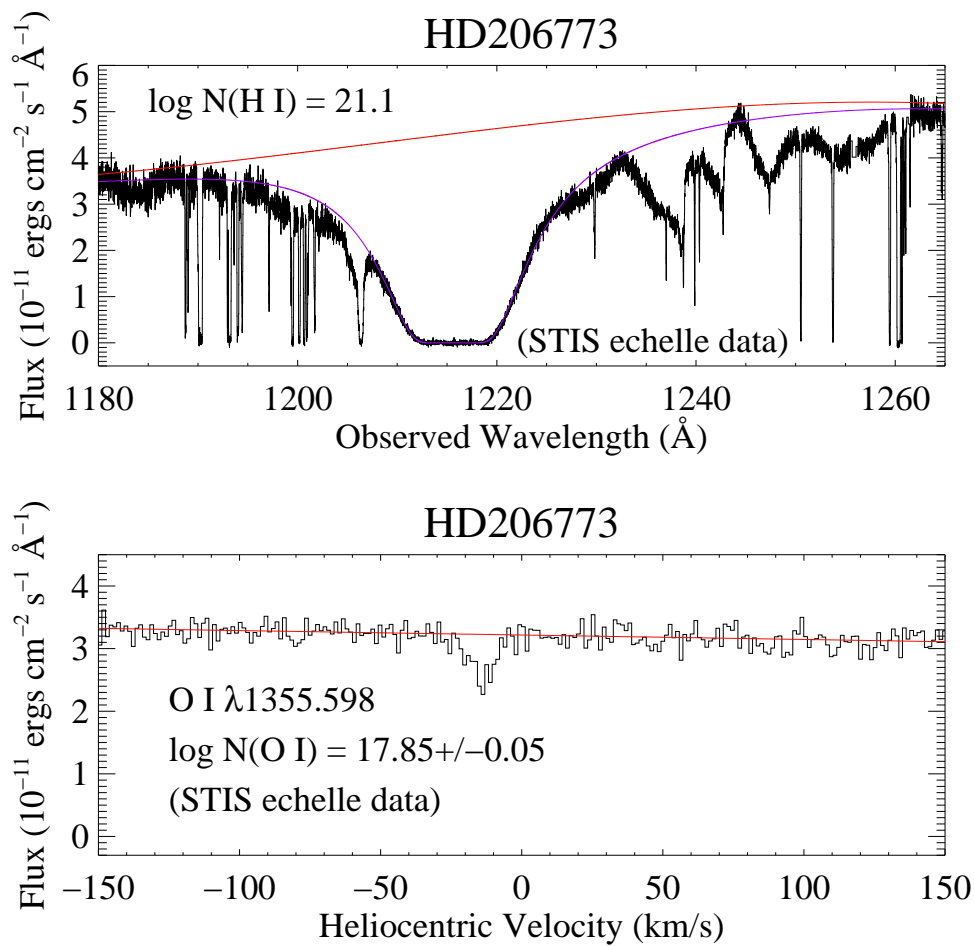 HD206773
6
5
4
3
2
1
0
Flux (10⁻¹¹ ergs cm⁻² s⁻¹ Å⁻¹)
log N(H I) = 21.1
(STIS echelle data)
1180 1200 1220 1240 1260
Observed Wavelength (Å)
HD206773
4
3
2
1
0
Flux (10⁻¹¹ ergs cm⁻² s⁻¹ Å⁻¹)
O I λ1355.598
log N(O I) = 17.85+/−0.05
(STIS echelle data)
−150 −100 −50 0 50 100 150
Heliocentric Velocity (km/s)